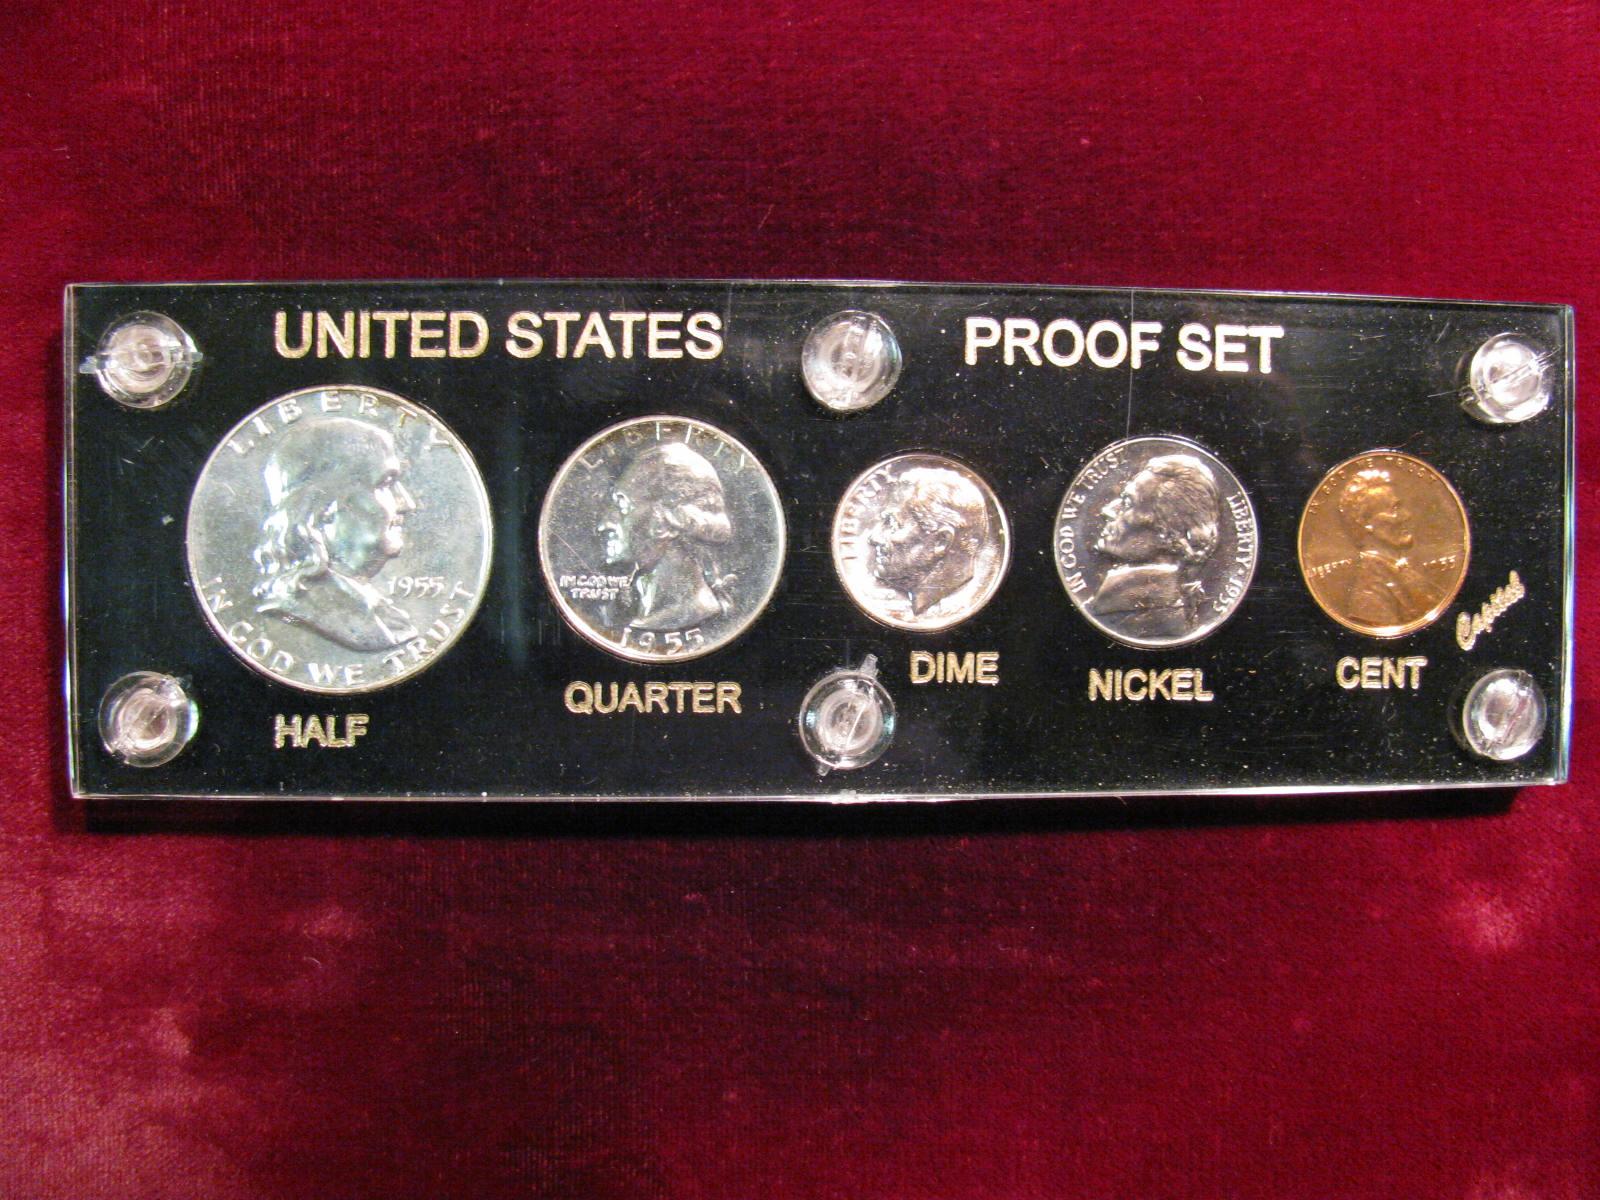 UNITED STATES PROOF SET
LIBERTY
1955
IN GOD WE TRUST
HALF
LIBERTY
IN GOD WE
TRUST
1955
QUARTER
LIBERTY
DIME
IN GOD WE TRUST
LIBERTY 1955
NICKEL
IN GOD WE TRUST
LIBERTY
1955
CENT
Capital